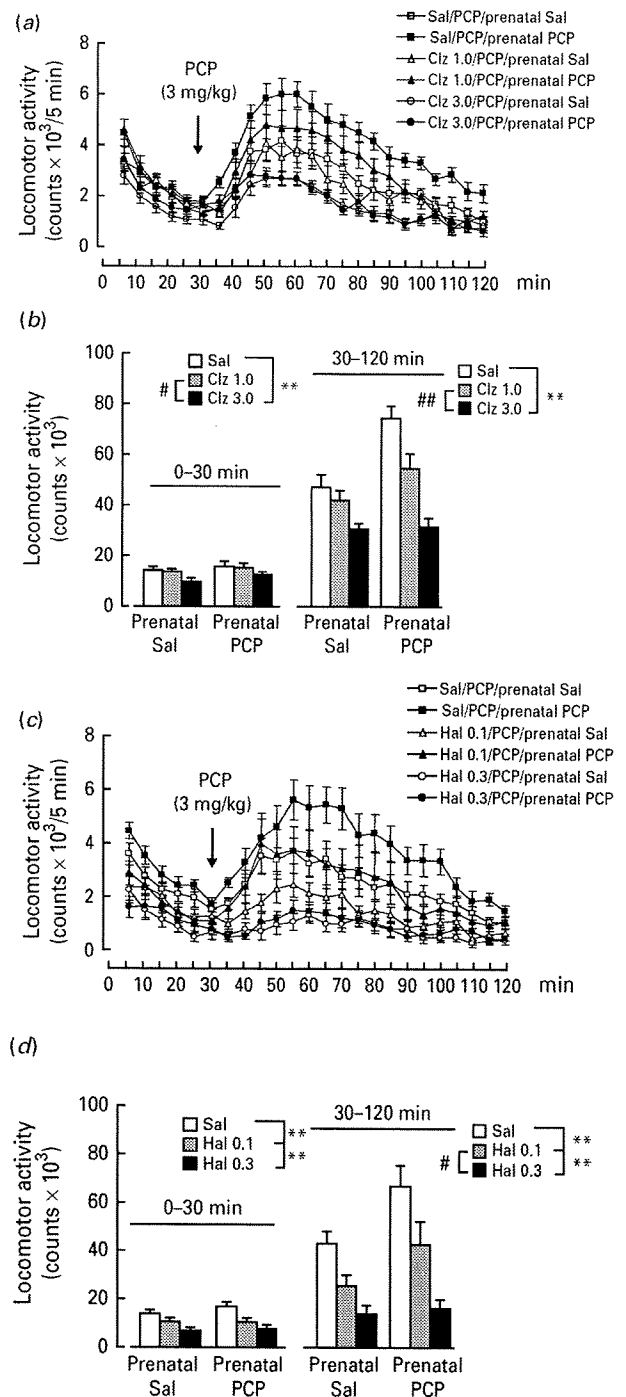 (a)
Sal/PCP/prenatal Sal
Sal/PCP/prenatal PCP
Clz 1.0/PCP/prenatal Sal
Clz 1.0/PCP/prenatal PCP
Clz 3.0/PCP/prenatal Sal
Clz 3.0/PCP/prenatal PCP
PCP
(3 mg/kg)
Locomotor activity
(counts × 10³/5 min)
8
6
4
2
0
0 10 20 30 40 50 60 70 80 90 100 110 120 min
(b)
Sal
Clz 1.0
Clz 3.0
# **
30–120 min
Sal
Clz 1.0
Clz 3.0
## **
0–30 min
Locomotor activity
(counts × 10³)
100
80
60
40
20
0
Prenatal Sal
Prenatal PCP
Prenatal Sal
Prenatal PCP
(c)
Sal/PCP/prenatal Sal
Sal/PCP/prenatal PCP
Hal 0.1/PCP/prenatal Sal
Hal 0.1/PCP/prenatal PCP
Hal 0.3/PCP/prenatal Sal
Hal 0.3/PCP/prenatal PCP
PCP
(3 mg/kg)
Locomotor activity
(counts × 10³/5 min)
8
6
4
2
0
0 10 20 30 40 50 60 70 80 90 100 110 120 min
(d)
Sal
Hal 0.1
Hal 0.3
**
**
30–120 min
Sal
Hal 0.1
Hal 0.3
# **
**
0–30 min
Locomotor activity
(counts × 10³)
100
80
60
40
20
0
Prenatal Sal
Prenatal PCP
Prenatal Sal
Prenatal PCP